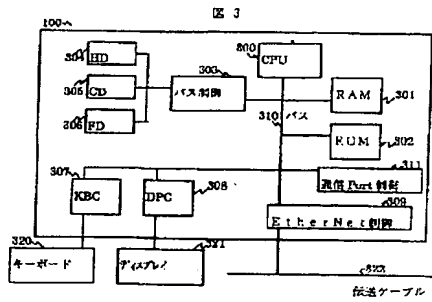 図 3
100
304
HD
305
CD
306
FD
303
バス制御
300
CPU
RAM
301
310
バス
ROM
302
311
通信Port制御
307
KBC
DPC
308
309
EtherNet制御
320
キーボード
321
ディスプレイ
322
伝送ケーブル